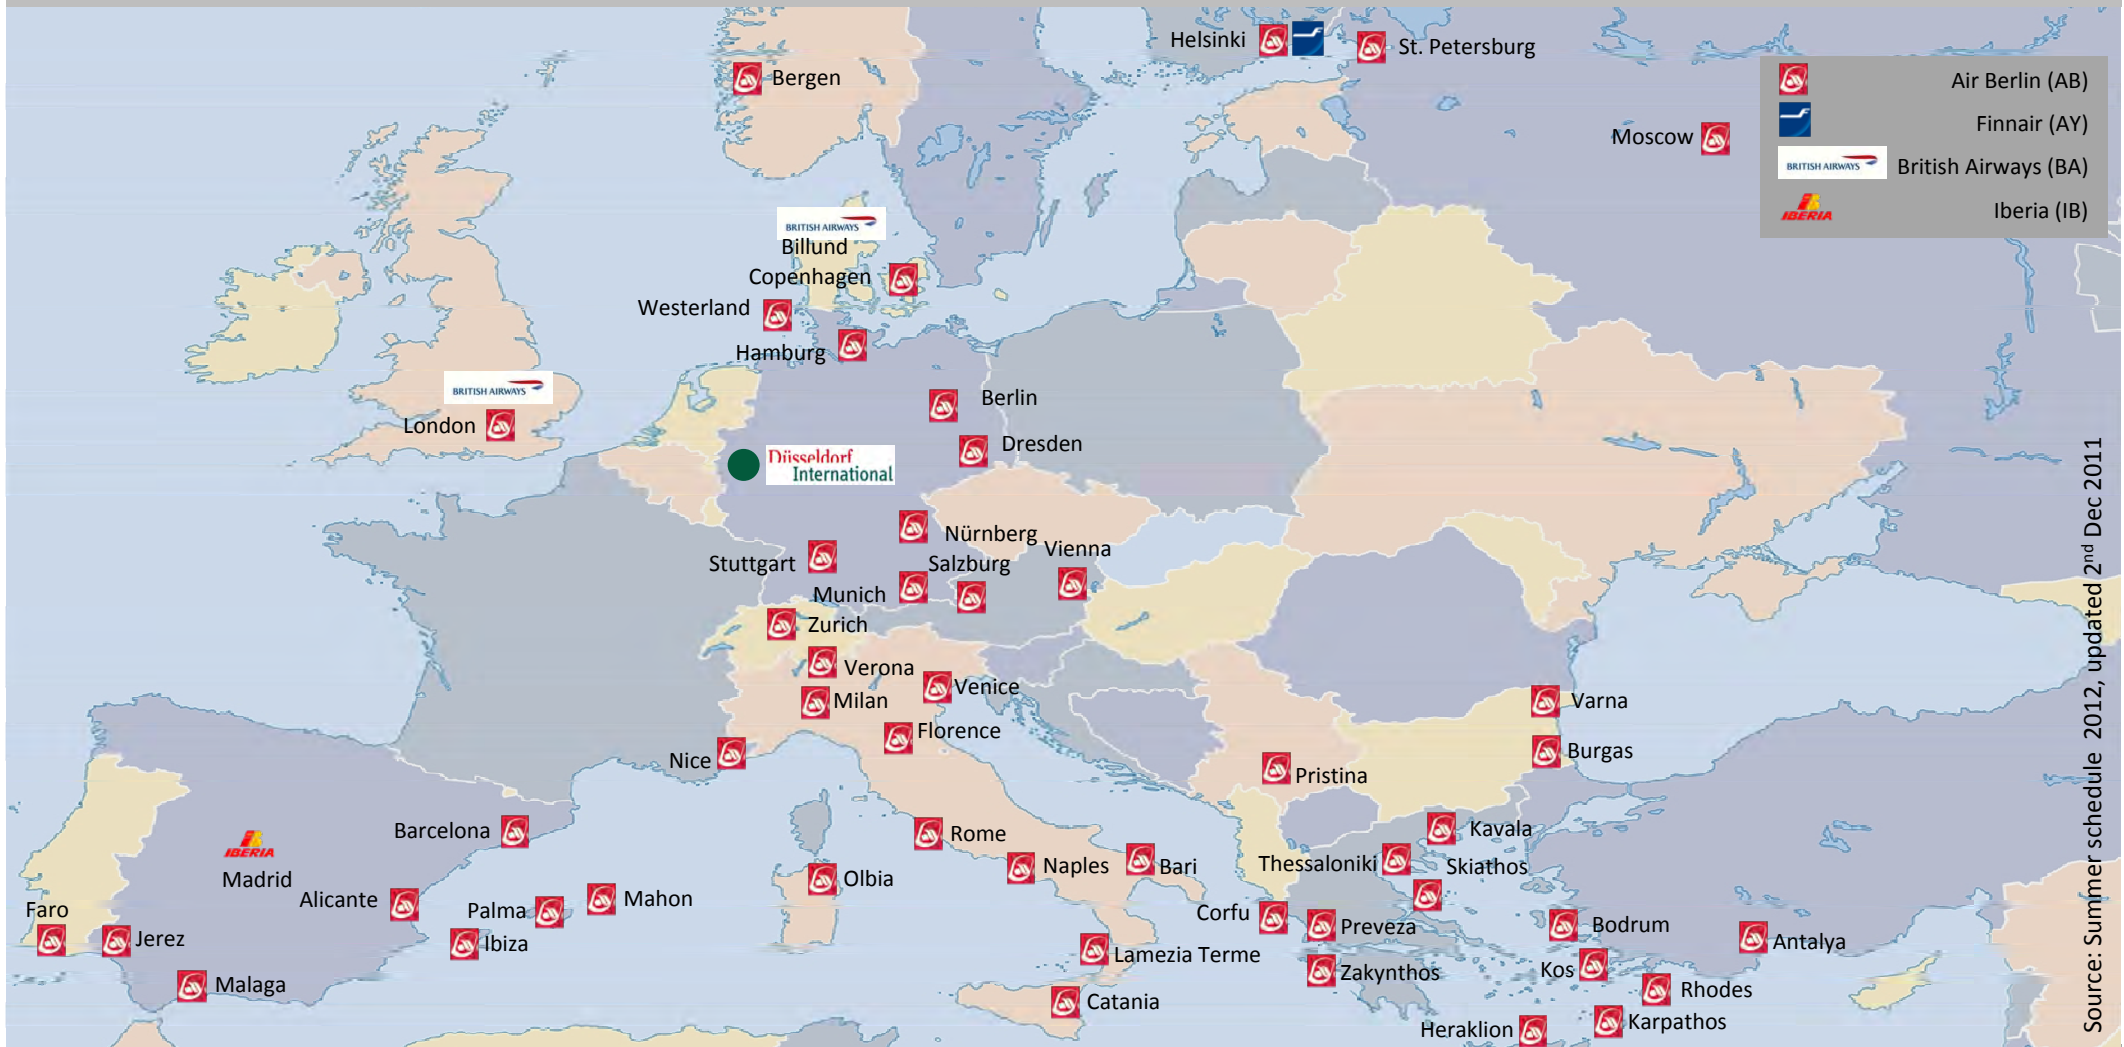 Helsinki
St. Petersburg
Bergen
Air Berlin (AB)
Finnair (AY)
Moscow
BRITISH AIRWAYS
British Airways (BA)
IBERIA
Iberia (IB)
BRITISH AIRWAYS
Billund
Copenhagen
Westerland
Hamburg
BRITISH AIRWAYS
London
Berlin
Dresden
Düsseldorf
International
Nürnberg
Vienna
Stuttgart
Salzburg
Munich
Zurich
Verona
Venice
Milan
Florence
Nice
Varna
Burgas
Pristina
Barcelona
IBERIA
Madrid
Rome
Naples
Bari
Kavala
Thessaloniki
Skiathos
Olbia
Alicante
Palma
Mahon
Faro
Jerez
Ibiza
Malaga
Corfu
Preveza
Bodrum
Antalya
Lamezia Terme
Zakynthos
Kos
Catania
Rhodes
Karpathos
Heraklion
Source: Summer schedule 2012, updated 2nd Dec 2011